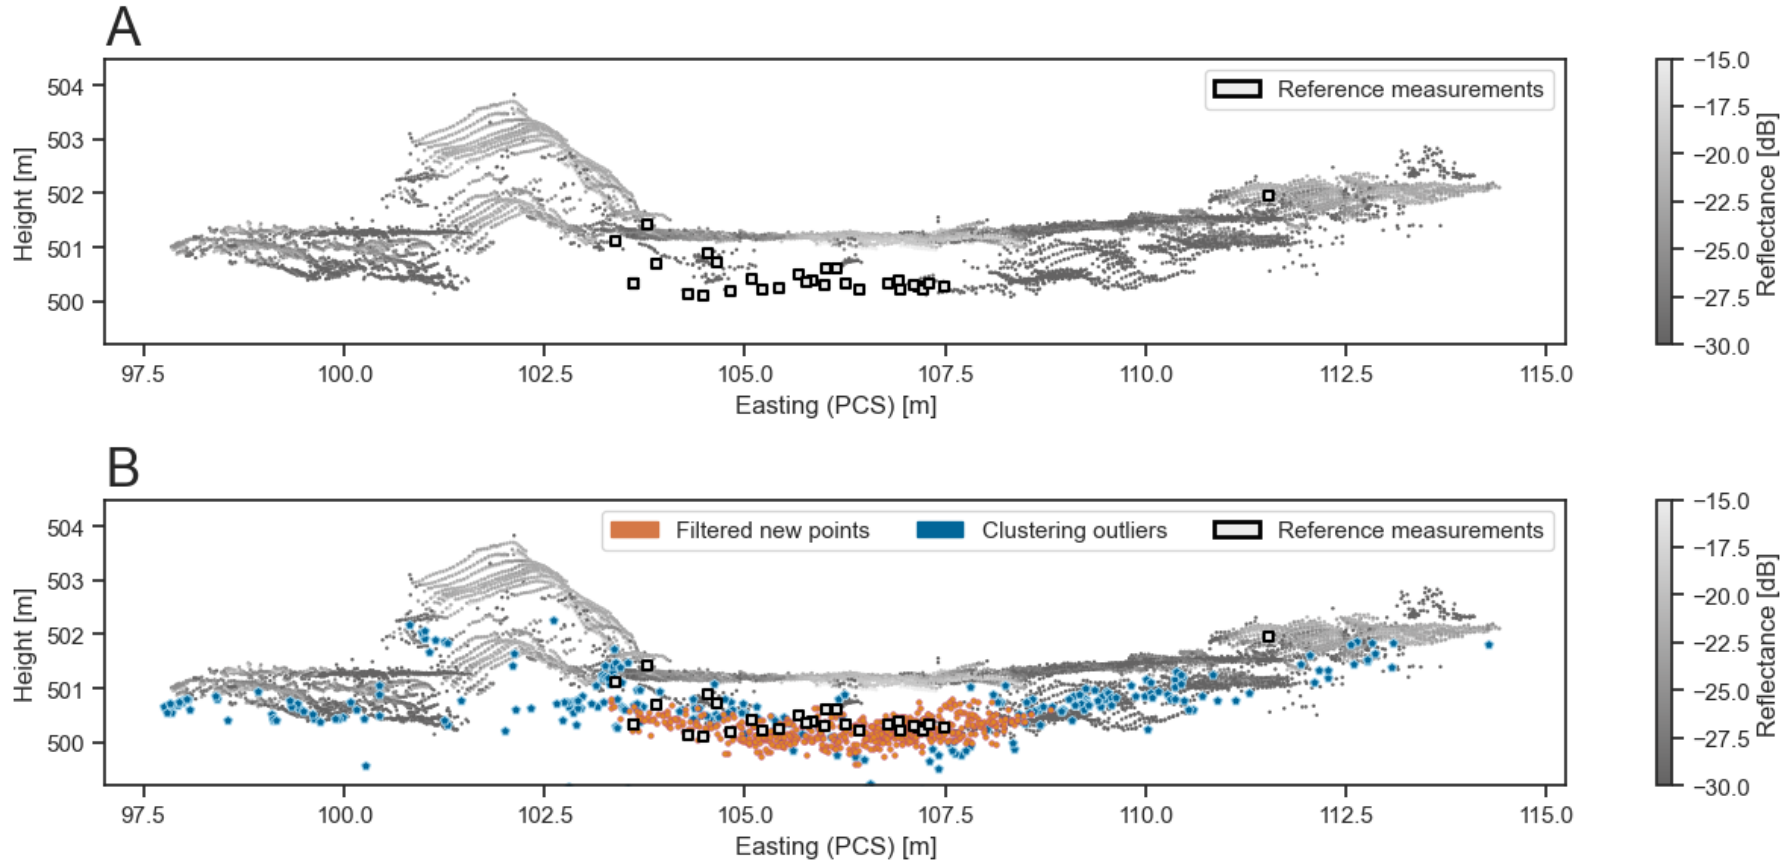 A
504
503
502
501
500
Height [m]
Reference measurements
97.5 100.0 102.5 105.0 107.5 110.0 112.5 115.0
Easting (PCS) [m]
−15.0
−17.5
−20.0
−22.5
−25.0
−27.5
−30.0
Reflectance [dB]
B
504
503
502
501
500
Height [m]
Filtered new points Clustering outliers Reference measurements
97.5 100.0 102.5 105.0 107.5 110.0 112.5 115.0
Easting (PCS) [m]
−15.0
−17.5
−20.0
−22.5
−25.0
−27.5
−30.0
Reflectance [dB]